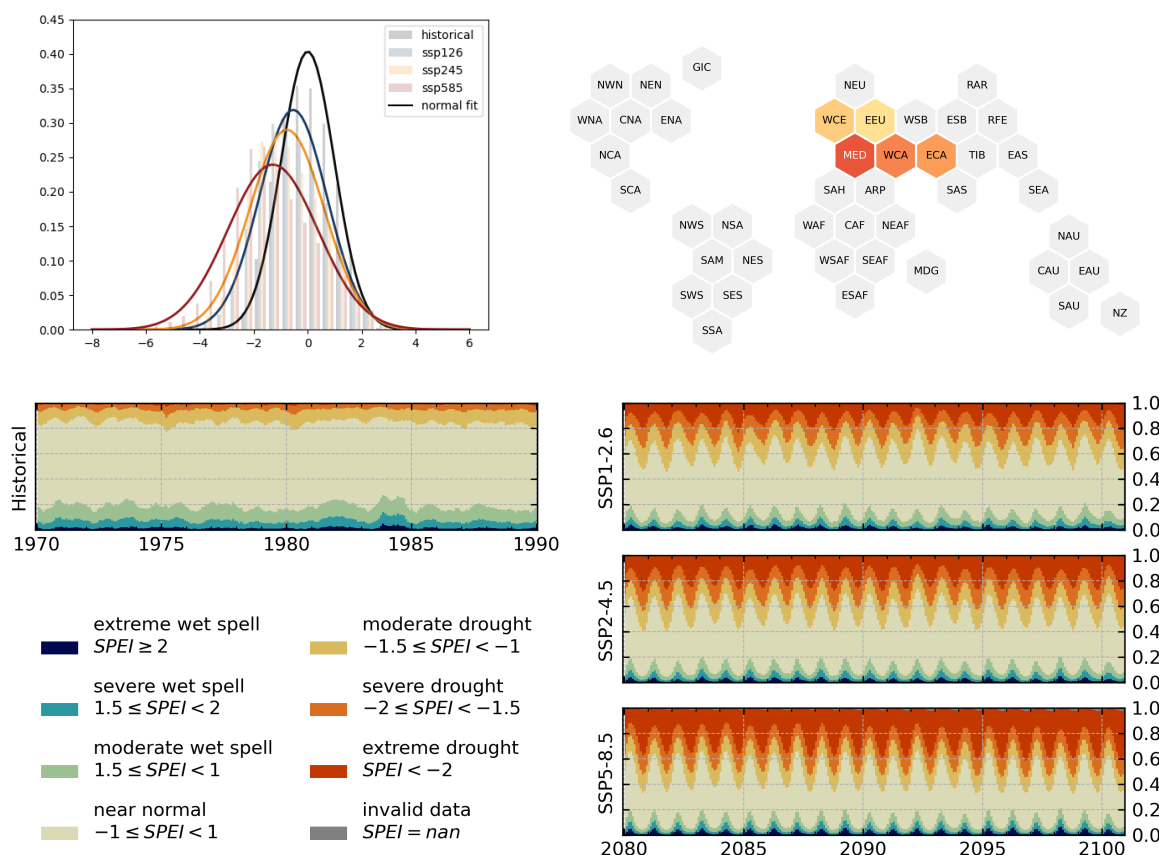 0.45
0.40
0.35
0.30
0.25
0.20
0.15
0.10
0.05
0.00
−8 −6 −4 −2 0 2 4 6
historical
ssp126
ssp245
ssp585
normal fit
GIC
NWN NEN NEU RAR
WNA CNA ENA WCE EEU WSB ESB RFE
NCA MED WCA ECA TIB EAS
SCA SAH ARP SAS SEA
NWS NSA WAF CAF NEAF NAU
SAM NES WSAF SEAF MDG CAU EAU
SWS SES ESAF SAU NZ
SSA
Historical
1970 1975 1980 1985 1990
SSP1-2.6
1.0
0.8
0.6
0.4
0.2
0.0
SSP2-4.5
1.0
0.8
0.6
0.4
0.2
0.0
SSP5-8.5
1.0
0.8
0.6
0.4
0.2
0.0
2080 2085 2090 2095 2100
extreme wet spell
SPEI ≥ 2
severe wet spell
1.5 ≤ SPEI < 2
moderate wet spell
1.5 ≤ SPEI < 1
near normal
−1 ≤ SPEI < 1
moderate drought
−1.5 ≤ SPEI < −1
severe drought
−2 ≤ SPEI < −1.5
extreme drought
SPEI < −2
invalid data
SPEI = nan